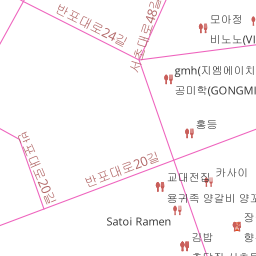 모아정
비노노(VI
반포대로24길
서초대로48길
gmh(지엠에이치
공미학(GONGMI
홍등
반포대로20길
반포대로20길
교대전집
카사이
용귀족 양갈비 양꼬
Satoi Ramen
장
향
김밥